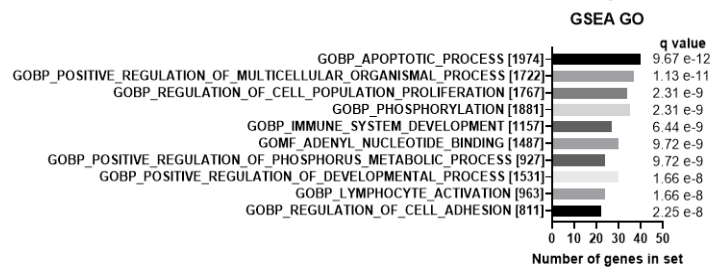 GSEA GO
q value
GOBP_APOPTOTIC_PROCESS [1974] 9.67 e-12
GOBP_POSITIVE_REGULATION_OF_MULTICELLULAR_ORGANISMAL_PROCESS [1722] 1.13 e-11
GOBP_REGULATION_OF_CELL_POPULATION_PROLIFERATION [1767] 2.31 e-9
GOBP_PHOSPHORYLATION [1881] 2.31 e-9
GOBP_IMMUNE_SYSTEM_DEVELOPMENT [1157] 6.44 e-9
GOMF_ADENYL_NUCLEOTIDE_BINDING [1487] 9.72 e-9
GOBP_POSITIVE_REGULATION_OF_PHOSPHORUS_METABOLIC_PROCESS [927] 9.72 e-9
GOBP_POSITIVE_REGULATION_OF_DEVELOPMENTAL_PROCESS [1531] 1.66 e-8
GOBP_LYMPHOCYTE_ACTIVATION [963] 1.66 e-8
GOBP_REGULATION_OF_CELL_ADHESION [811] 2.25 e-8
0 10 20 30 40 50
Number of genes in set